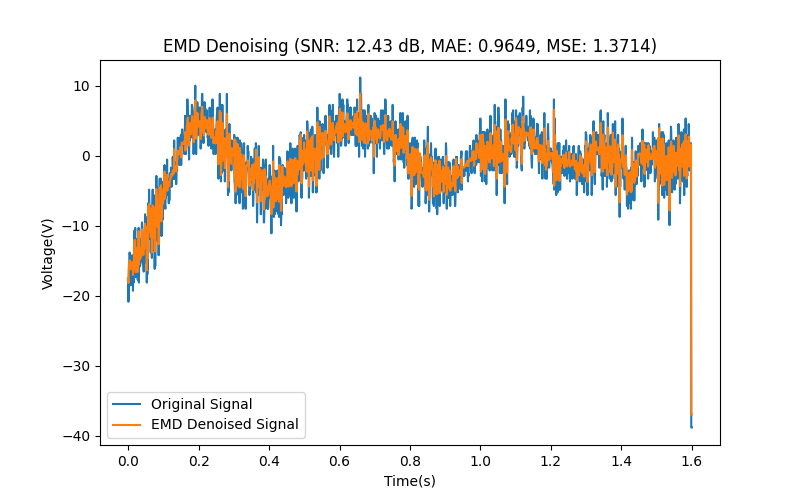 EMD Denoising (SNR: 12.43 dB, MAE: 0.9649, MSE: 1.3714)
10
0
−10
−20
−30
−40
Voltage(V)
Original Signal
EMD Denoised Signal
0.0 0.2 0.4 0.6 0.8 1.0 1.2 1.4 1.6
Time(s)